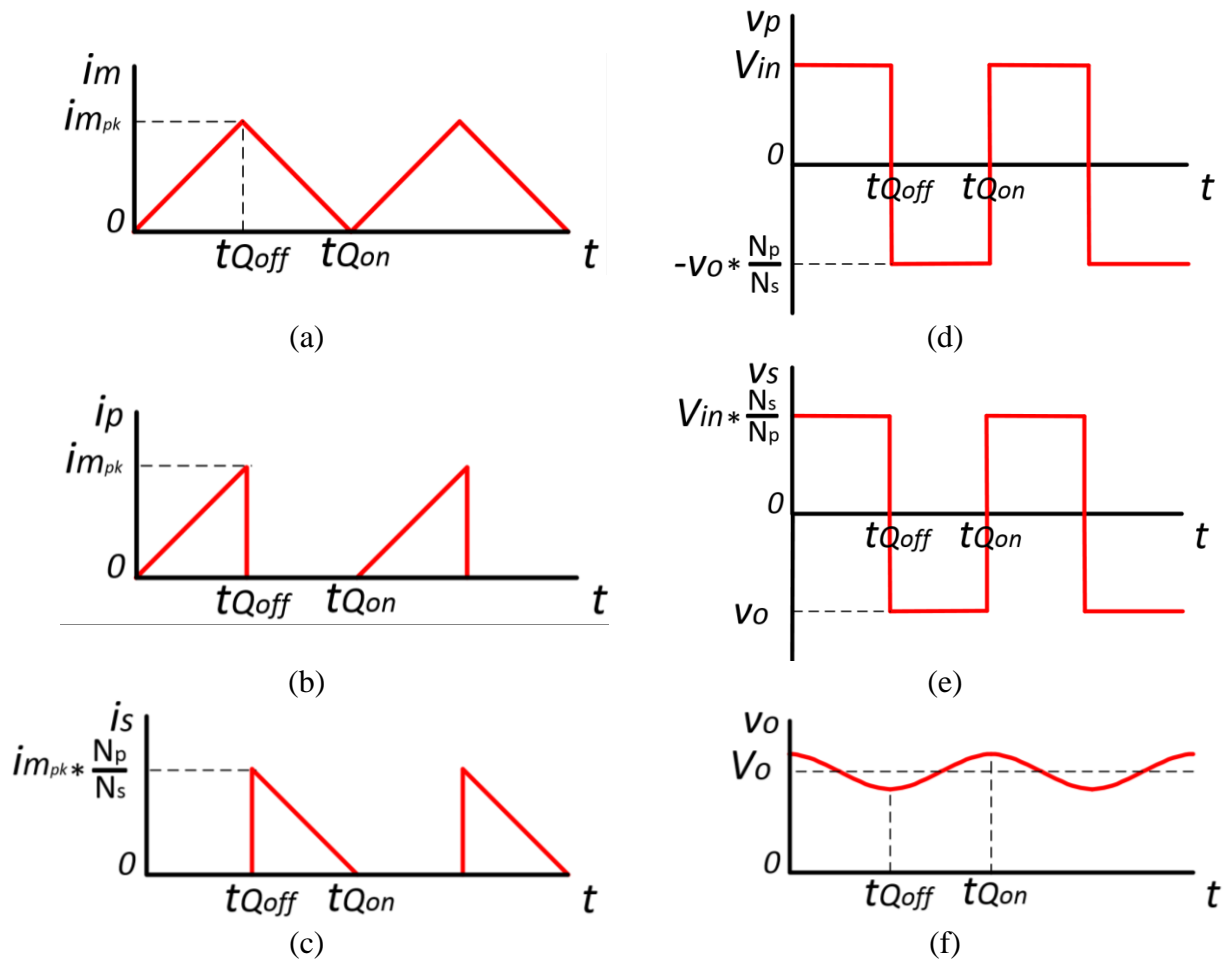 im
impk
0
tQoff tQon t
(a)
ip
impk
0
tQoff tQon t
(b)
is
impk* Np
Ns
0
tQoff tQon t
(c)
vp
Vin
0
tQoff tQon t
-vo* Np
Ns
(d)
vs
Vin* Ns
Np
0
tQoff tQon t
vo
(e)
vo
Vo
0
tQoff tQon t
(f)